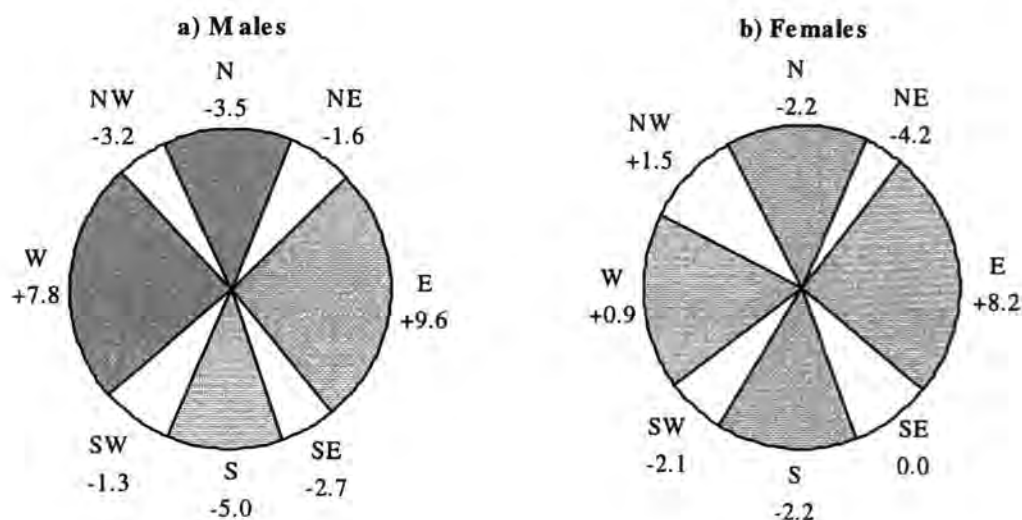 a) Males
N
-3.5
NW
-3.2
NE
-1.6
W
+7.8
E
+9.6
SW
-1.3
S
-5.0
SE
-2.7
b) Females
N
-2.2
NW
+1.5
NE
-4.2
W
+0.9
E
+8.2
SW
-2.1
S
-2.2
SE
0.0